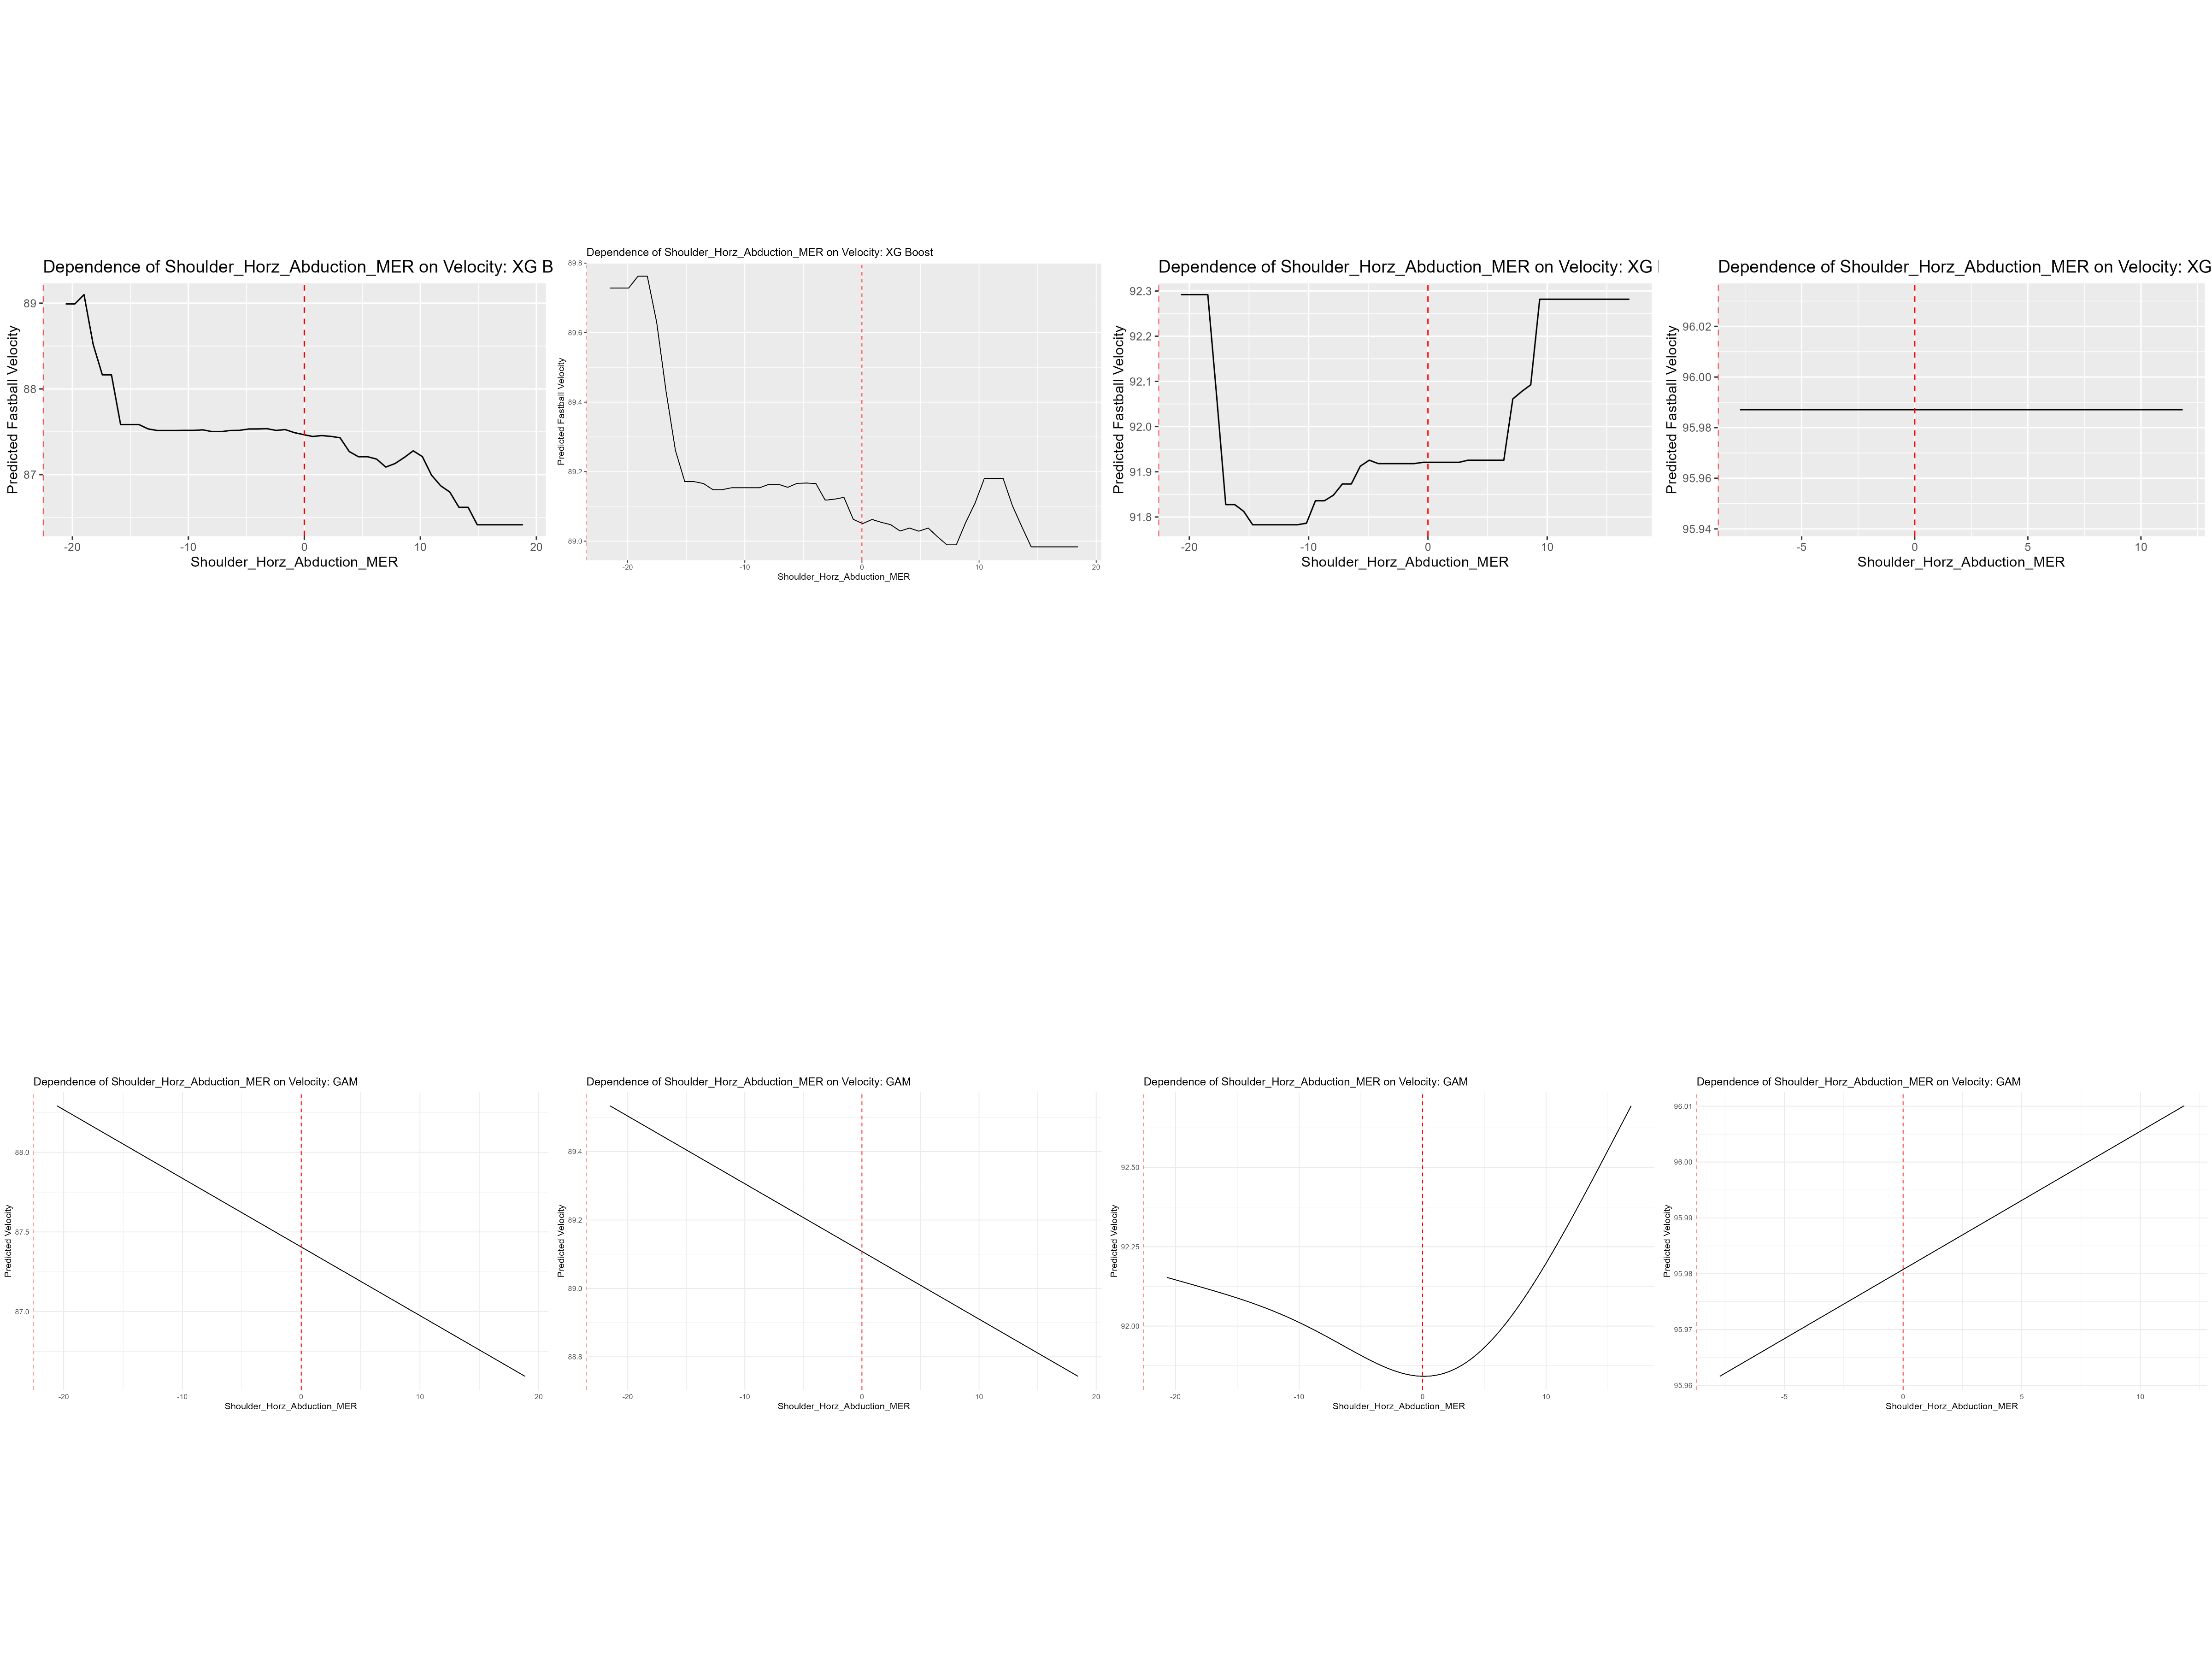 Dependence of Shoulder_Horz_Abduction_MER on Velocity: XG B
89
88
87
Predicted Fastball Velocity
-20 -10 0 10 20
Shoulder_Horz_Abduction_MER
Dependence of Shoulder_Horz_Abduction_MER on Velocity: XG Boost
89.8
89.6
89.4
89.2
89.0
Predicted Fastball Velocity
-20 -10 0 10 20
Shoulder_Horz_Abduction_MER
Dependence of Shoulder_Horz_Abduction_MER on Velocity: XG
92.3
92.2
92.1
92.0
91.9
91.8
Predicted Fastball Velocity
-20 -10 0 10
Shoulder_Horz_Abduction_MER
Dependence of Shoulder_Horz_Abduction_MER on Velocity: XG
96.02
96.00
95.98
95.96
95.94
Predicted Fastball Velocity
-5 0 5 10
Shoulder_Horz_Abduction_MER
Dependence of Shoulder_Horz_Abduction_MER on Velocity: GAM
88.0
87.5
87.0
Predicted Velocity
-20 -10 0 10 20
Shoulder_Horz_Abduction_MER
Dependence of Shoulder_Horz_Abduction_MER on Velocity: GAM
89.4
89.2
89.0
88.8
Predicted Velocity
-20 -10 0 10 20
Shoulder_Horz_Abduction_MER
Dependence of Shoulder_Horz_Abduction_MER on Velocity: GAM
92.50
92.25
92.00
Predicted Velocity
-20 -10 0 10
Shoulder_Horz_Abduction_MER
Dependence of Shoulder_Horz_Abduction_MER on Velocity: GAM
96.01
96.00
95.99
95.98
95.97
95.96
Predicted Velocity
-5 0 5 10
Shoulder_Horz_Abduction_MER